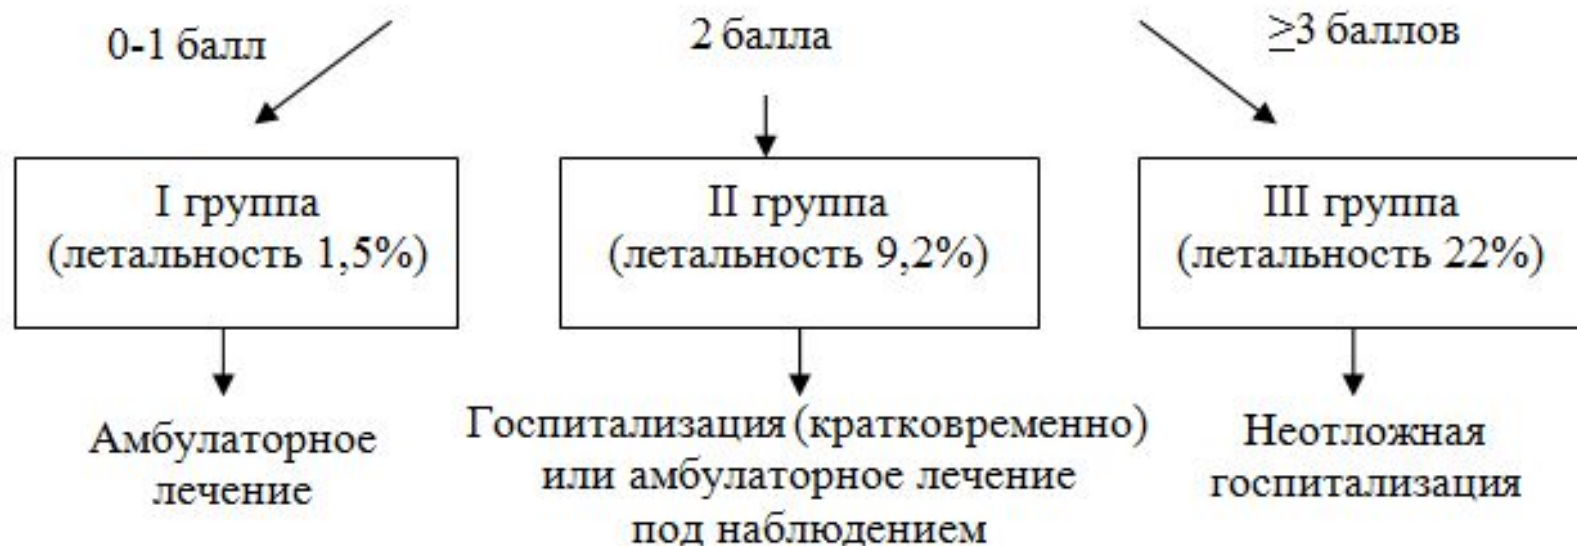 0-1 балл
2 балла
≥3 баллов
I группа
(летальность 1,5%)
II группа
(летальность 9,2%)
III группа
(летальность 22%)
Амбулаторное
лечение
Госпитализация (кратковременно)
или амбулаторное лечение
под наблюдением
Неотложная
госпитализация